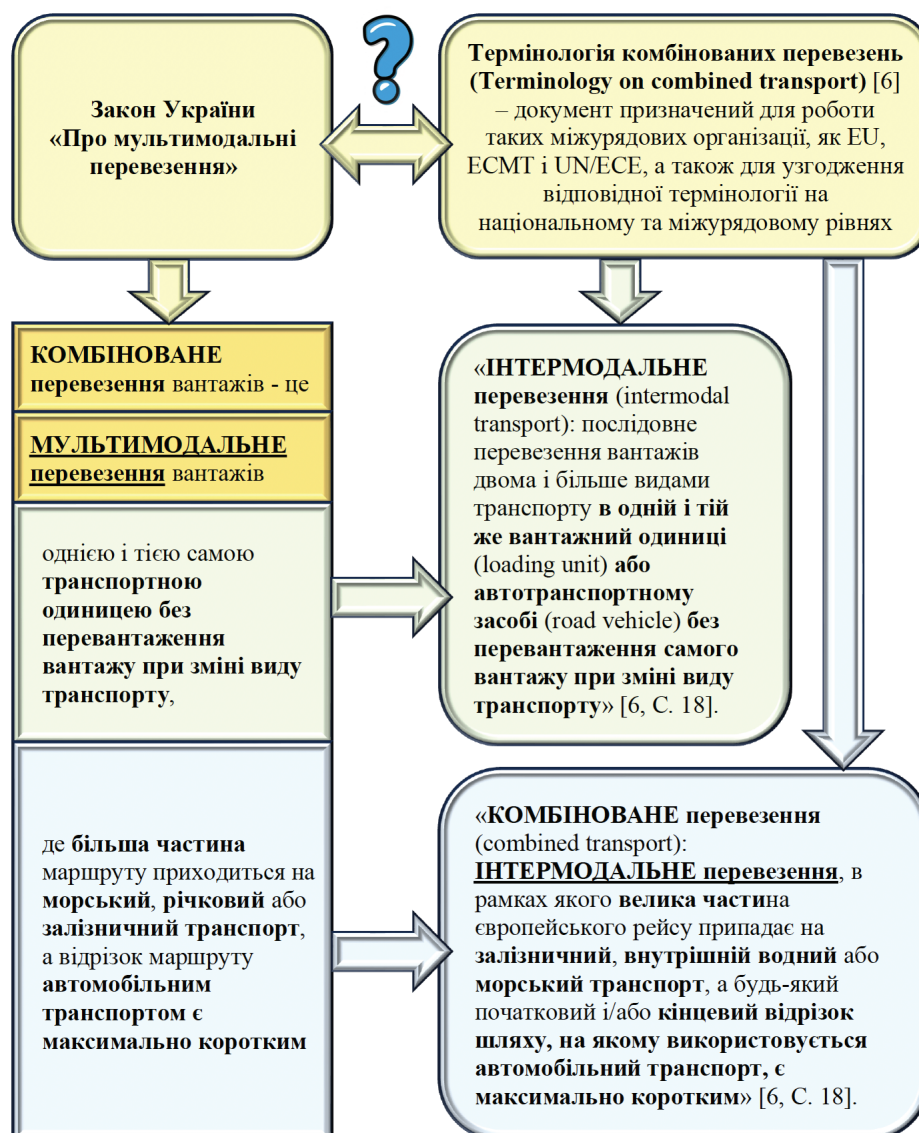 Закон України
«Про мультимодальні
перевезення»
?
Термінологія комбінованих перевезень
(Terminology on combined transport) [6]
– документ призначений для роботи
таких міжурядових організації, як EU,
ECMT і UN/ECE, а також для узгодження
відповідної термінології на
національному та міжурядовому рівнях
КОМБІНОВАНЕ
перевезення вантажів - це
МУЛЬТИМОДАЛЬНЕ
перевезення вантажів
однією і тією самою
транспортною
одиницею без
перевантаження
вантажу при зміні виду
транспорту,
де більша частина
маршруту приходиться на
морський, річковий або
залізничний транспорт,
а відрізок маршруту
автомобільним
транспортом є
максимально коротким
«ІНТЕРМОДАЛЬНЕ
перевезення (intermodal
transport): послідовне
перевезення вантажів
двома і більше видами
транспорту в одній і тій
же вантажний одиниці
(loading unit) або
автотранспортному
засобі (road vehicle) без
перевантаження самого
вантажу при зміні виду
транспорту» [6, С. 18].
«КОМБІНОВАНЕ перевезення
(combined transport):
ІНТЕРМОДАЛЬНЕ перевезення, в
рамках якого велика частина
європейського рейсу припадає на
залізничний, внутрішній водний або
морський транспорт, а будь-який
початковий і/або кінцевий відрізок
шляху, на якому використовується
автомобільний транспорт, є
максимально коротким» [6, С. 18].